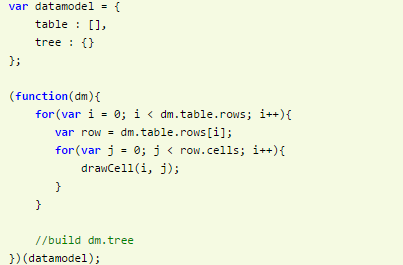 var datamodel = {
    table : [],
    tree : {}
};

(function(dm){
    for(var i = 0; i < dm.table.rows; i++){
       var row = dm.table.rows[i];
       for(var j = 0; j < row.cells; i++){
           drawCell(i, j);
       }
    }

    //build dm.tree
})(datamodel);